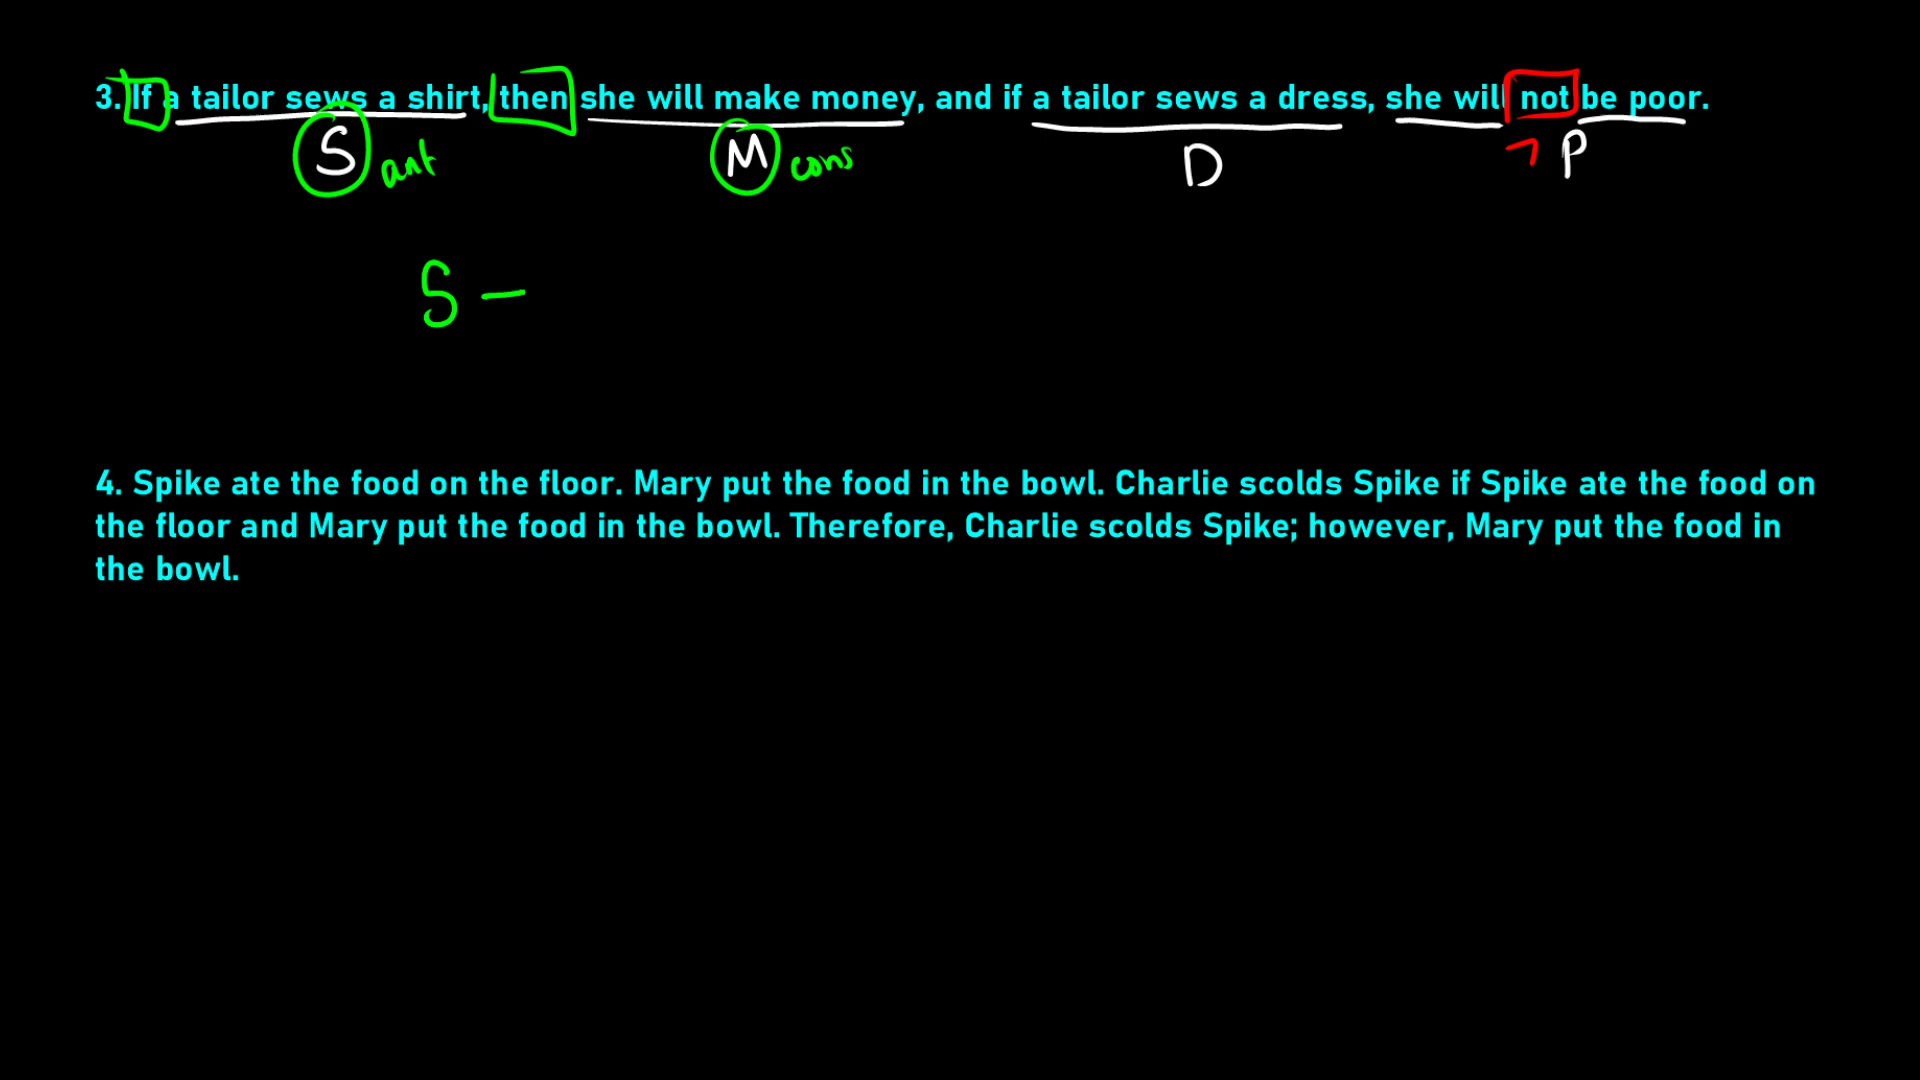 3. If a tailor sews a shirt, then she will make money, and if a tailor sews a dress, she will not be poor.
S ant M cons D ¬ P
S –
4. Spike ate the food on the floor. Mary put the food in the bowl. Charlie scolds Spike if Spike ate the food on
the floor and Mary put the food in the bowl. Therefore, Charlie scolds Spike; however, Mary put the food in
the bowl.